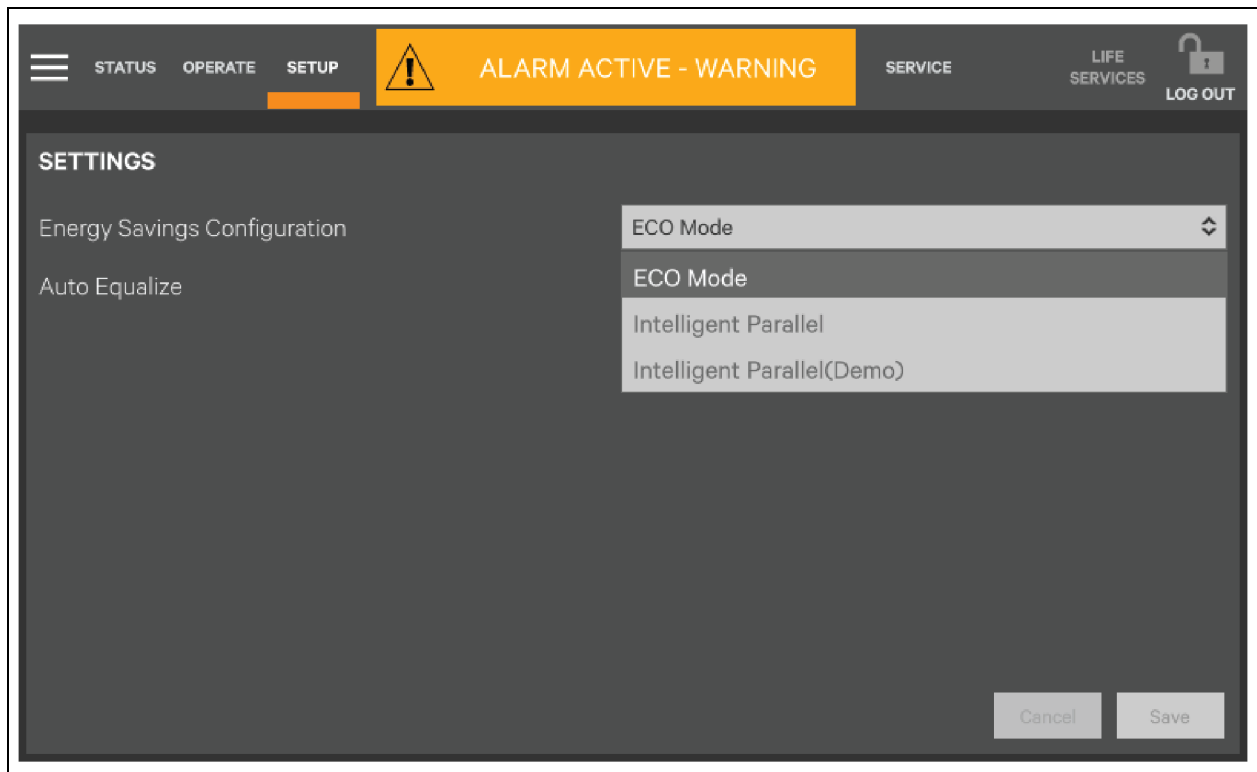 STATUS OPERATE SETUP ALARM ACTIVE - WARNING SERVICE LIFE SERVICES LOG OUT
SETTINGS
Energy Savings Configuration ECO Mode
Auto Equalize ECO Mode
Intelligent Parallel
Intelligent Parallel(Demo)
Cancel Save